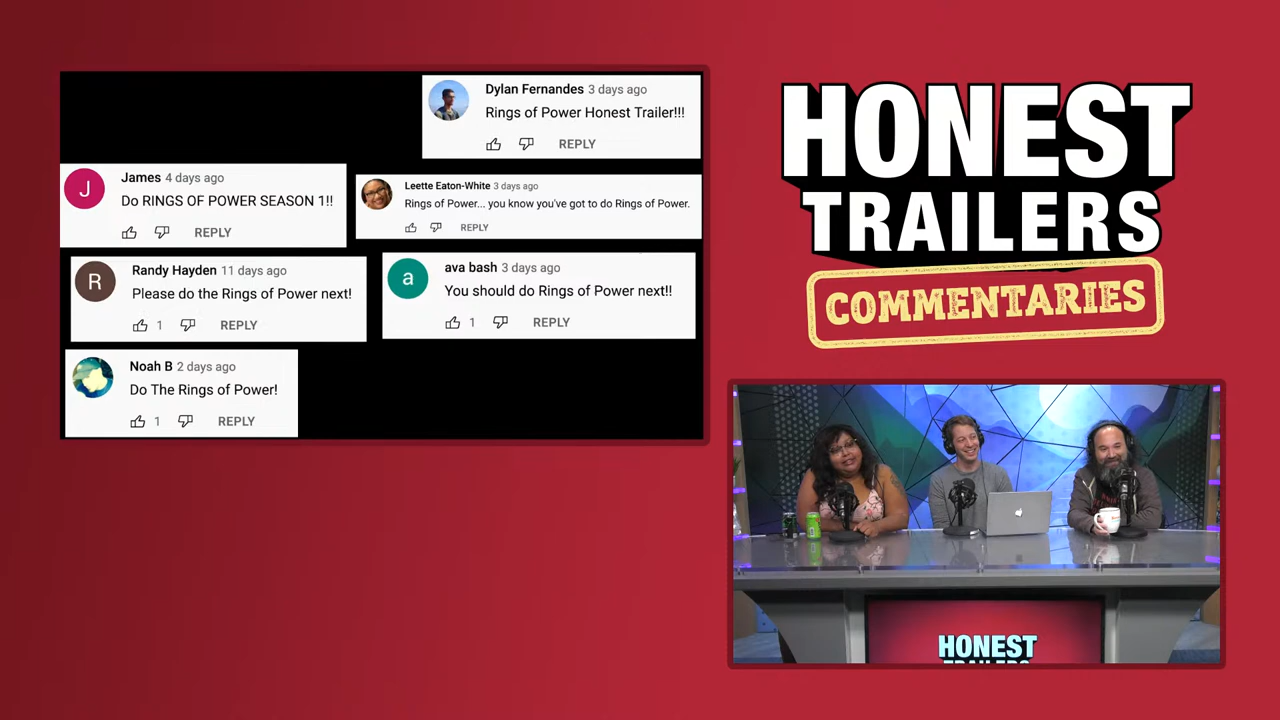 Dylan Fernandes 3 days ago
Rings of Power Honest Trailer!!!
REPLY
J
James 4 days ago
Do RINGS OF POWER SEASON 1!!
REPLY
Leette Eaton-White 3 days ago
Rings of Power... you know you've got to do Rings of Power.
REPLY
R
Randy Hayden 11 days ago
Please do the Rings of Power next!
1 REPLY
a
ava bash 3 days ago
You should do Rings of Power next!!
1 REPLY
Noah B 2 days ago
Do The Rings of Power!
1 REPLY
HONEST
TRAILERS
COMMENTARIES
HONEST
TRAILERS